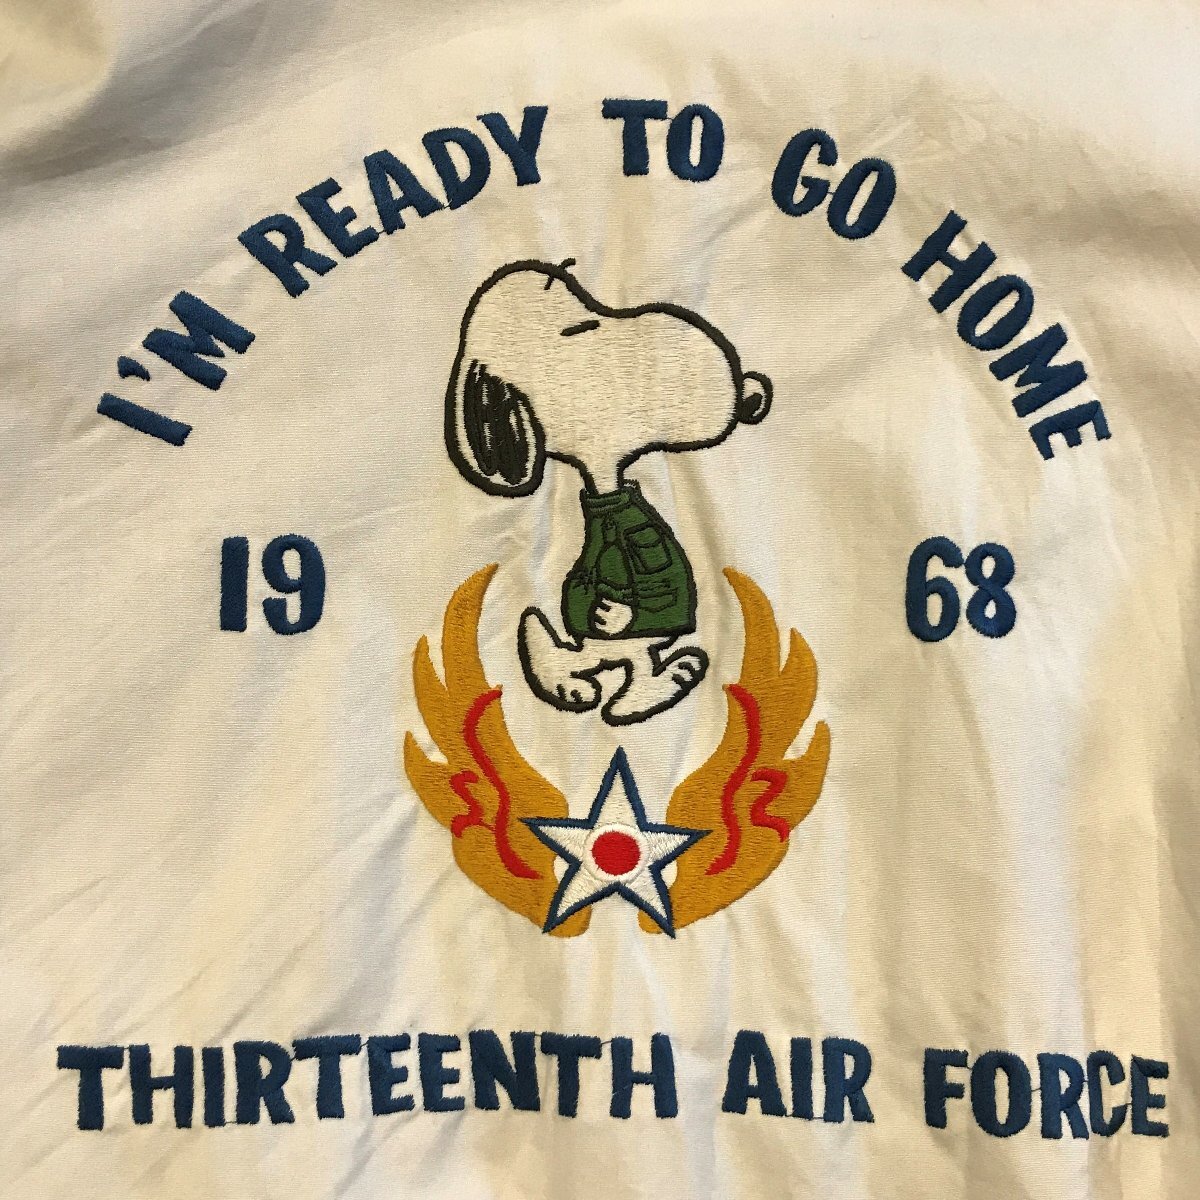 I'M READY TO GO HOME
19 68
THIRTEENTH AIR FORCE